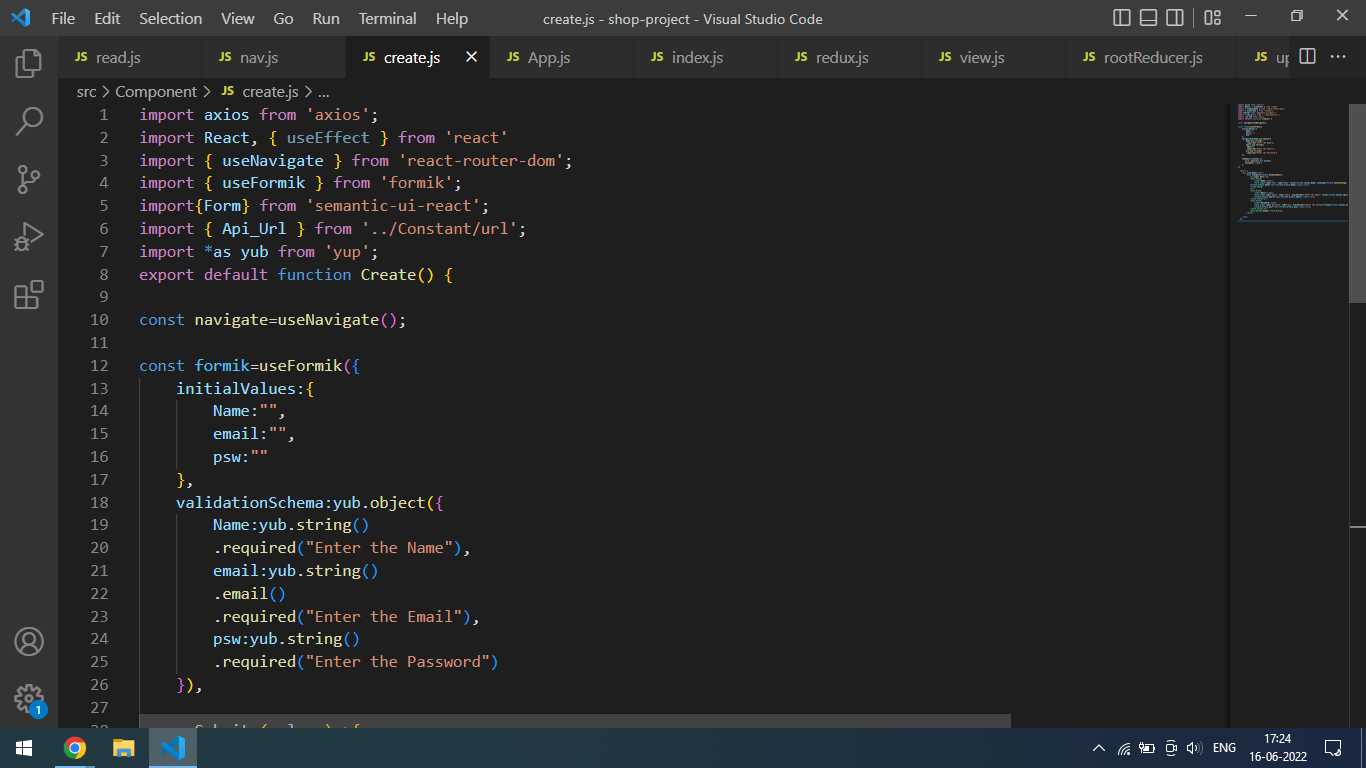 File Edit Selection View Go Run Terminal Help create.js - shop-project - Visual Studio Code
JS read.js JS nav.js JS create.js JS App.js JS index.js JS redux.js JS view.js JS rootReducer.js JS up
src > Component > JS create.js > ...
1 import axios from 'axios';
2 import React, { useEffect } from 'react'
3 import { useNavigate } from 'react-router-dom';
4 import { useFormik } from 'formik';
5 import{Form} from 'semantic-ui-react';
6 import { Api_Url } from '../Constant/url';
7 import *as yub from 'yup';
8 export default function Create() {
9
10 const navigate=useNavigate();
11
12 const formik=useFormik({
13 initialValues:{
14 Name:"",
15 email:"",
16 psw:""
17 },
18 validationSchema:yub.object({
19 Name:yub.string()
20 .required("Enter the Name"),
21 email:yub.string()
22 .email()
23 .required("Enter the Email"),
24 psw:yub.string()
25 .required("Enter the Password")
26 }),
27
1
ENG 17:24
16-06-2022